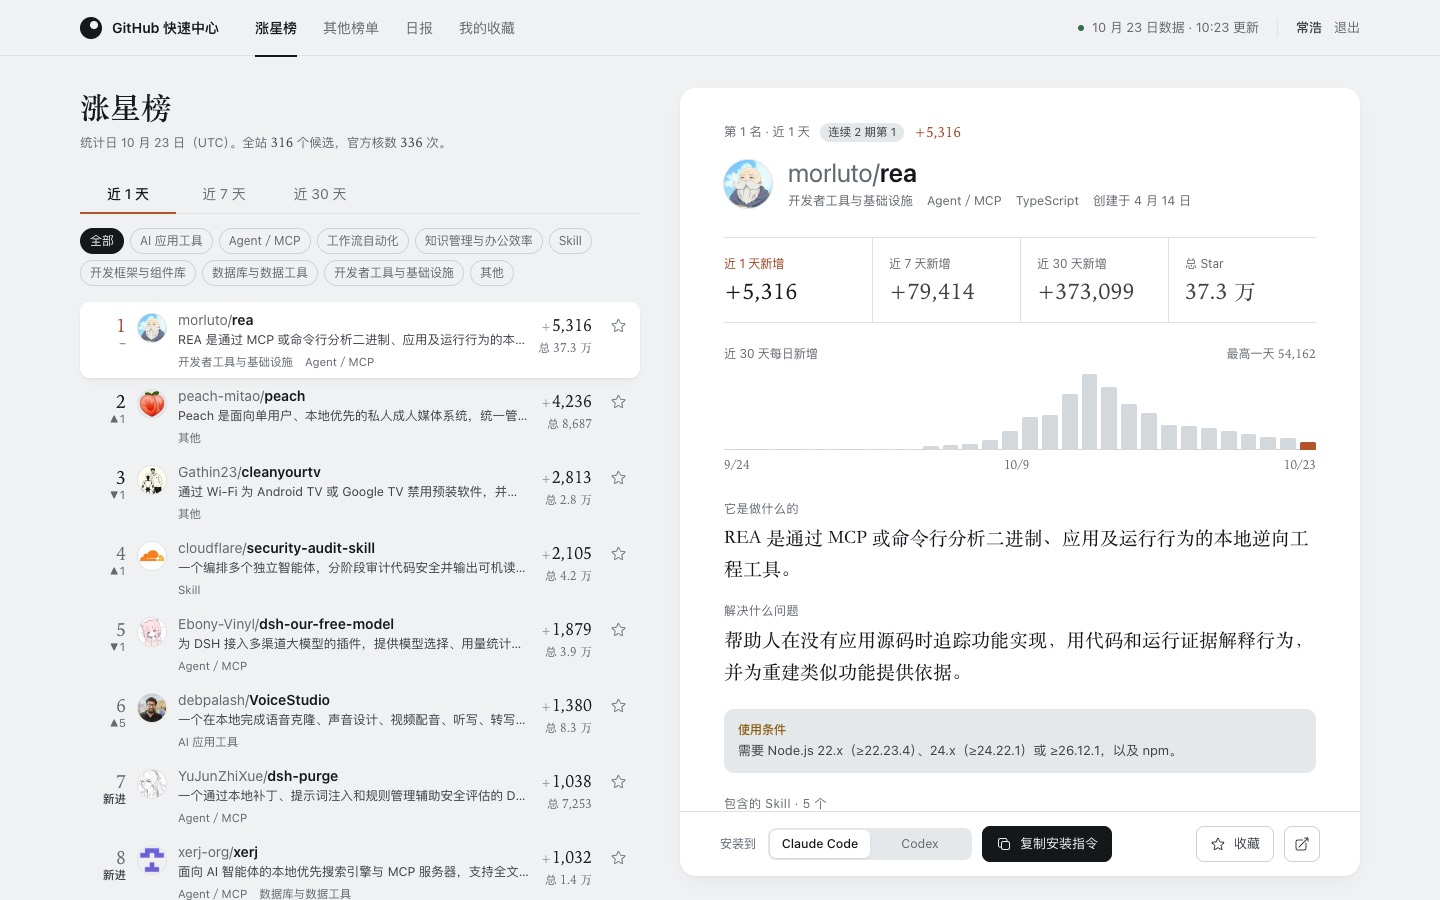 GitHub 快速中心
涨星榜 其他榜单 日报 我的收藏
10 月 23 日数据 · 10:23 更新
常浩 退出
涨星榜
统计日 10 月 23 日（UTC）。全站 316 个候选，官方核数 336 次。
近 1 天 近 7 天 近 30 天
全部 AI 应用工具 Agent / MCP 工作流自动化 知识管理与办公效率 Skill
开发框架与组件库 数据库与数据工具 开发者工具与基础设施 其他
1 morluto/rea +5,316
– REA 是通过 MCP 或命令行分析二进制、应用及运行行为的本... 总 37.3 万
开发者工具与基础设施 Agent / MCP
2 peach-mitao/peach +4,236
▲1 Peach 是面向单用户、本地优先的私人成人媒体系统，统一管... 总 8,687
其他
3 Gathin23/cleanyourtv +2,813
▼1 通过 Wi-Fi 为 Android TV 或 Google TV 禁用预装软件，并... 总 2.8 万
其他
4 cloudflare/security-audit-skill +2,105
▲1 一个编排多个独立智能体，分阶段审计代码安全并输出可机读... 总 4.2 万
Skill
5 Ebony-Vinyl/dsh-our-free-model +1,879
▼1 为 DSH 接入多渠道大模型的插件，提供模型选择、用量统计... 总 3.9 万
Agent / MCP
6 debpalash/VoiceStudio +1,380
▲5 一个在本地完成语音克隆、声音设计、视频配音、听写、转写... 总 8.3 万
AI 应用工具
7 YuJunZhiXue/dsh-purge +1,038
新进 一个通过本地补丁、提示词注入和规则管理辅助安全评估的 D... 总 7,253
Agent / MCP
8 xerj-org/xerj +1,032
新进 面向 AI 智能体的本地优先搜索引擎与 MCP 服务器，支持全文... 总 1.4 万
Agent / MCP 数据库与数据工具
第 1 名 · 近 1 天 连续 2 期第 1 +5,316
morluto/rea
开发者工具与基础设施 Agent / MCP TypeScript 创建于 4 月 14 日
近 1 天新增 近 7 天新增 近 30 天新增 总 Star
+5,316 +79,414 +373,099 37.3 万
近 30 天每日新增 最高一天 54,162
9/24 10/9 10/23
它是做什么的
REA 是通过 MCP 或命令行分析二进制、应用及运行行为的本地逆向工
程工具。
解决什么问题
帮助人在没有应用源码时追踪功能实现，用代码和运行证据解释行为，
并为重建类似功能提供依据。
使用条件
需要 Node.js 22.x（≥22.23.4）、24.x（≥24.22.1）或 ≥26.12.1，以及 npm。
包含的 Skill · 5 个
安装到 Claude Code Codex 复制安装指令 收藏